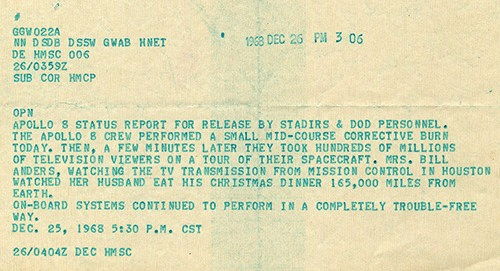 GGW022A
1968 DEC 26 PM 3 06
NN DSDB DSSW GWAB HNET
DE HMSC 006
26/0359Z
SUB COR HMCP
OPN
APOLLO 8 STATUS REPORT FOR RELEASE BY STADIRS & DOD PERSONNEL.
THE APOLLO 8 CREW PERFORMED A SMALL MID-COURSE CORRECTIVE BURN
TODAY. THEN, A FEW MINUTES LATER THEY TOOK HUNDREDS OF MILLIONS
OF TELEVISION VIEWERS ON A TOUR OF THEIR SPACECRAFT. MRS. BILL
ANDERS, WATCHING THE TV TRANSMISSION FROM MISSION CONTROL IN HOUSTON
WATCHED HER HUSBAND EAT HIS CHRISTMAS DINNER 165,000 MILES FROM
EARTH.
ON-BOARD SYSTEMS CONTINUED TO PERFORM IN A COMPLETELY TROUBLE-FREE
WAY.
DEC. 25, 1968 5:30 P.M. CST
26/0404Z DEC HMSC